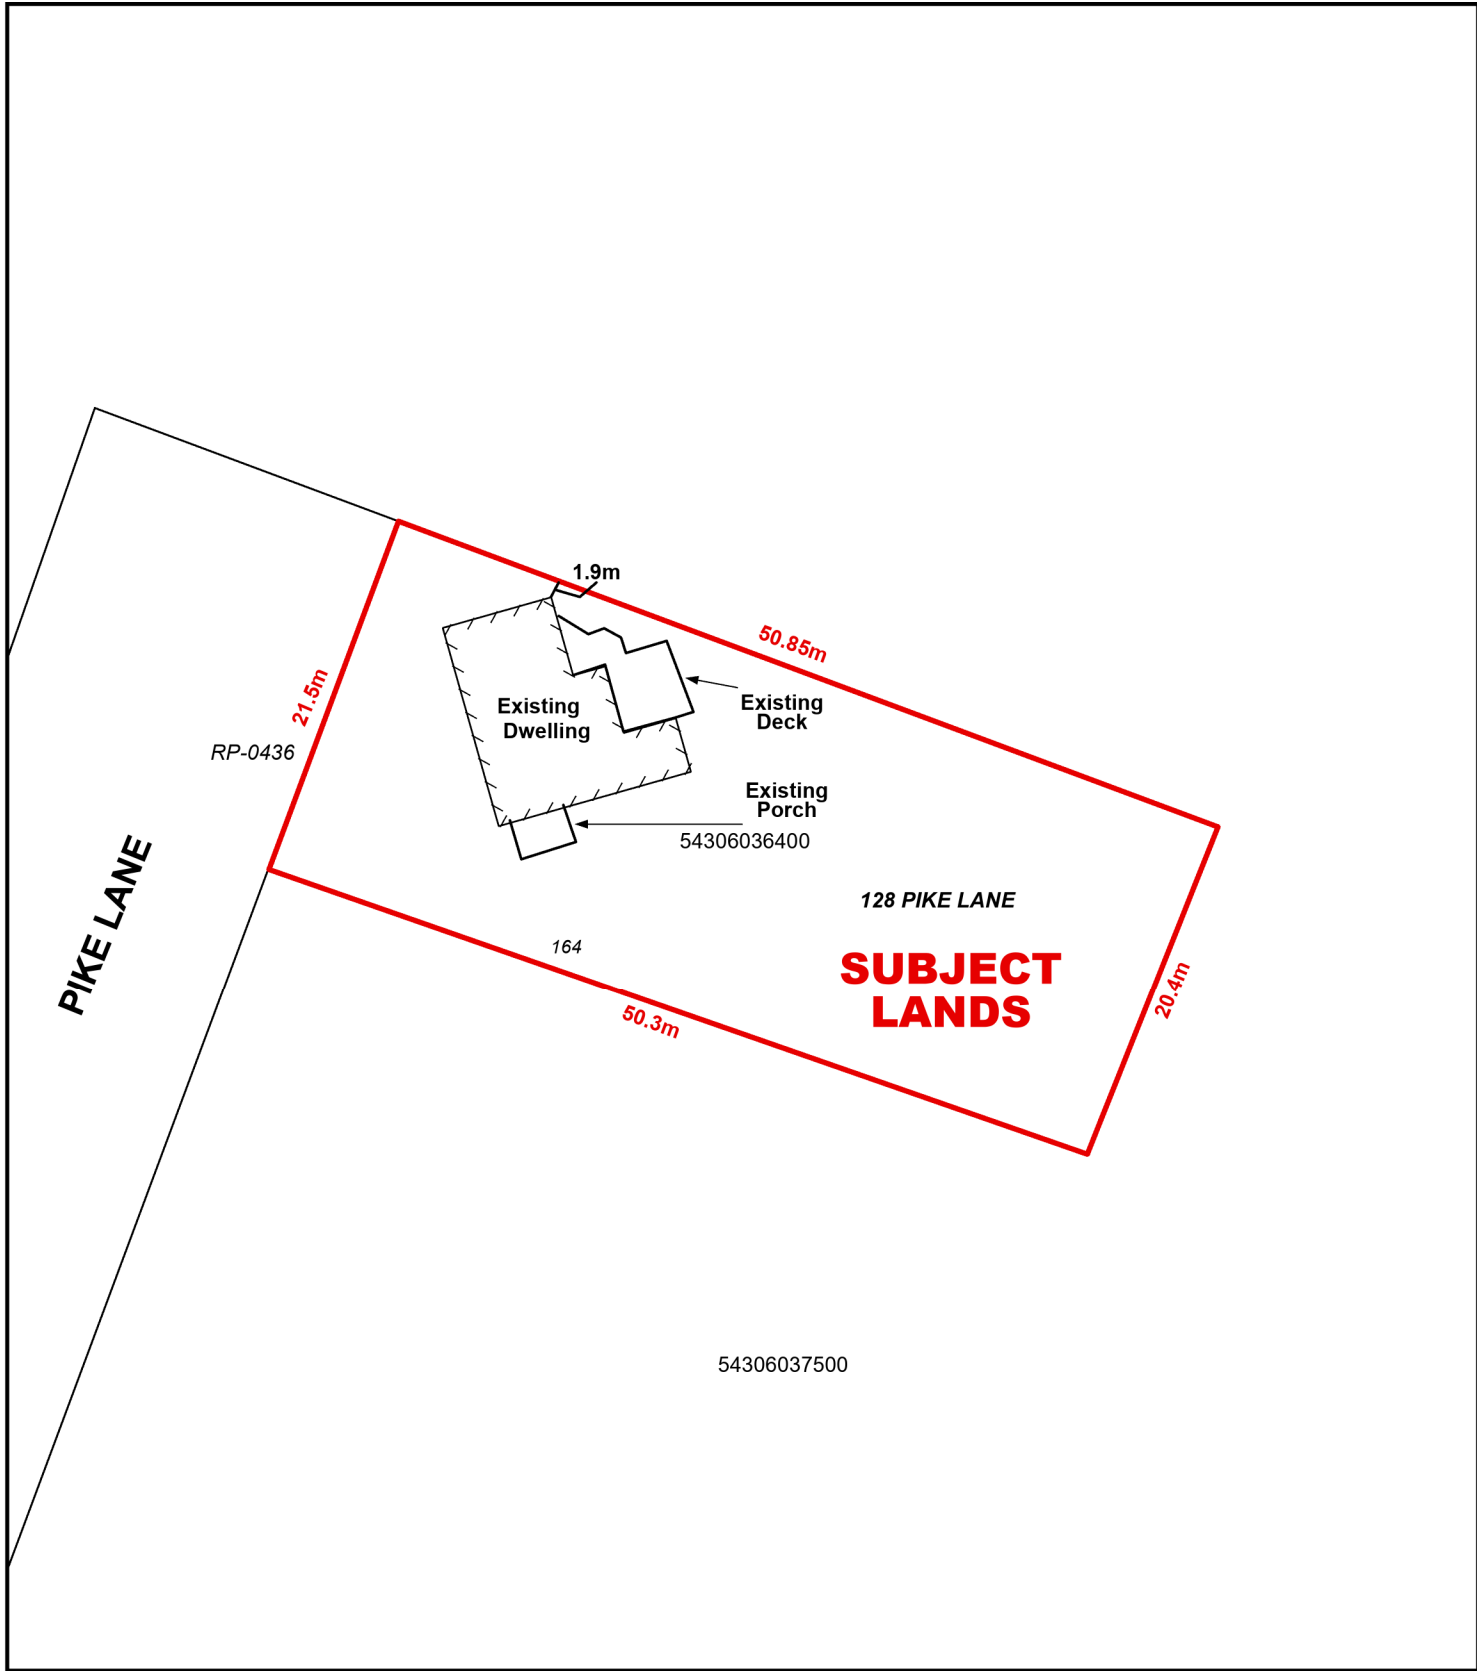 1.9m
50.85m
21.5m
Existing
Dwelling
Existing
Deck
RP-0436
Existing
Porch
54306036400
PIKE LANE
128 PIKE LANE
164
SUBJECT
LANDS
20.4m
50.3m
54306037500